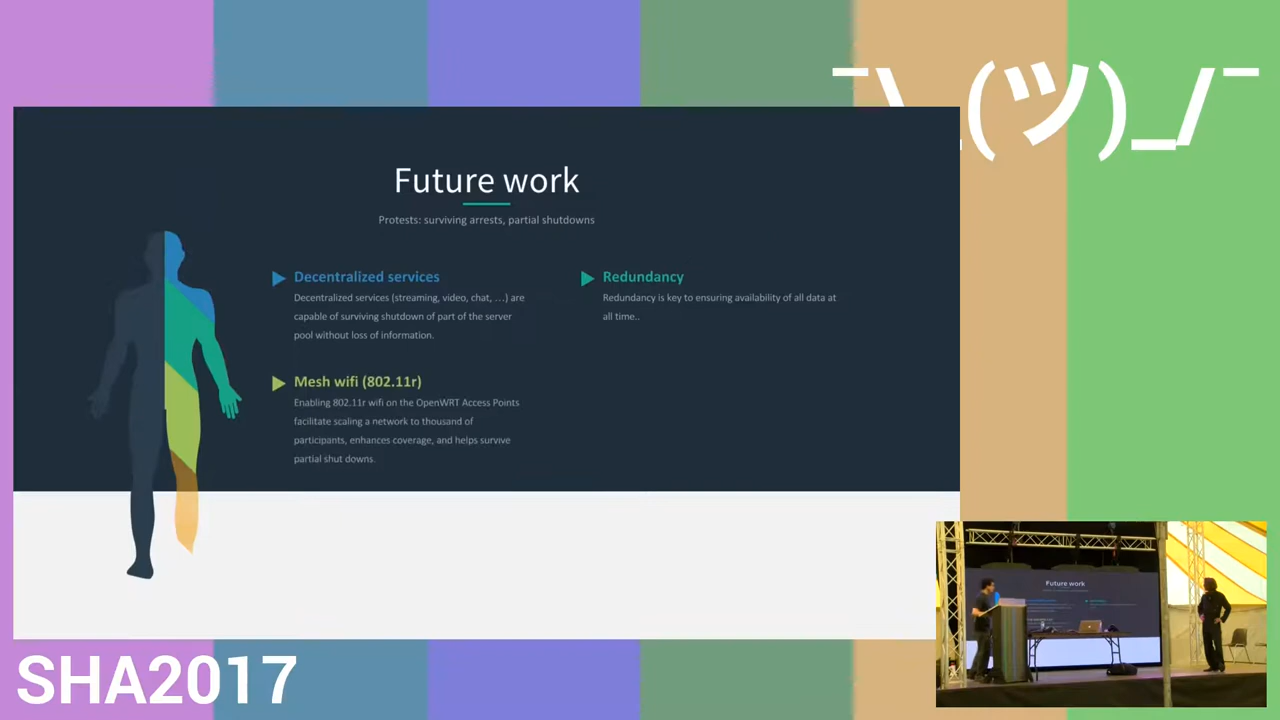 ¯\_(ツ)_/¯
Future work
Protests: surviving arrests, partial shutdowns
Decentralized services
Decentralized services (streaming, video, chat, …) are
capable of surviving shutdown of part of the server
pool without loss of information.
Redundancy
Redundancy is key to ensuring availability of all data at
all time..
Mesh wifi (802.11r)
Enabling 802.11r wifi on the OpenWRT Access Points
facilitate scaling a network to thousand of
participants, enhances coverage, and helps survive
partial shut downs.
SHA2017
Future work